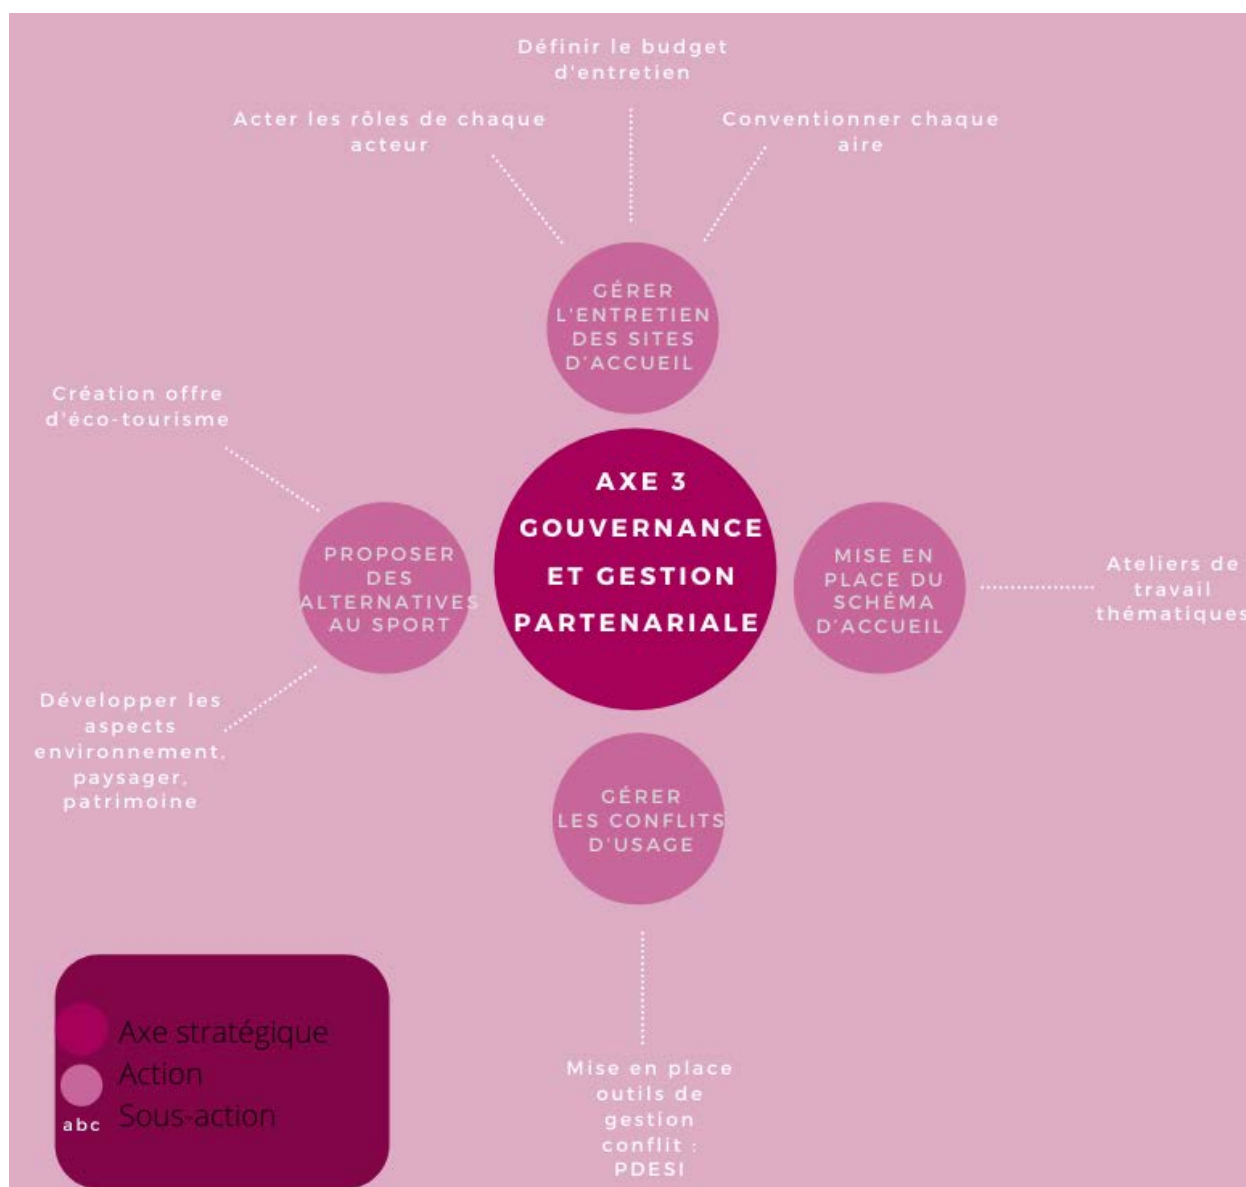 Définir le budget
d'entretien
Acter les rôles de chaque
acteur
Conventionner chaque
aire
GÉRER
L'ENTRETIEN
DES SITES
D'ACCUEIL
Création offre
d'éco-tourisme
AXE 3
GOUVERNANCE
ET GESTION
PARTENARIALE
PROPOSER
DES
ALTERNATIVES
AU SPORT
MISE EN
PLACE DU
SCHÉMA
D'ACCUEIL
Ateliers de
travail
thématiques
Développer les
aspects
environnement,
paysager,
patrimoine
GÉRER
LES CONFLITS
D'USAGE
Mise en place
outils de
gestion
conflit :
PDESI
Axe stratégique
Action
abc Sous-action